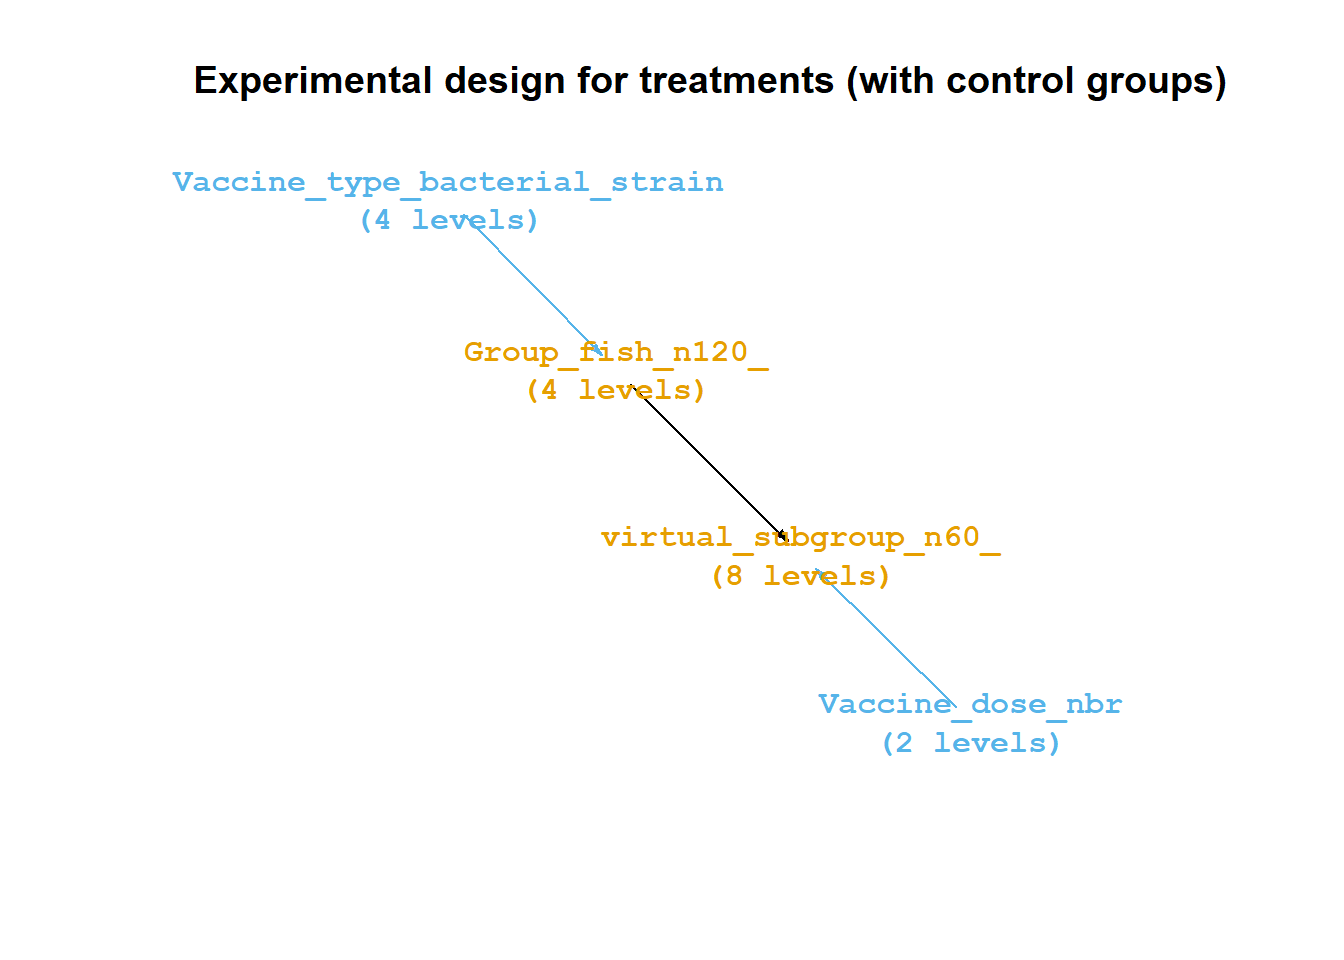 Experimental design for treatments (with control groups)
Vaccine_type_bacterial_strain
(4 levels)
Group_fish_n120_
(4 levels)
virtual_subgroup_n60_
(8 levels)
Vaccine_dose_nbr
(2 levels)